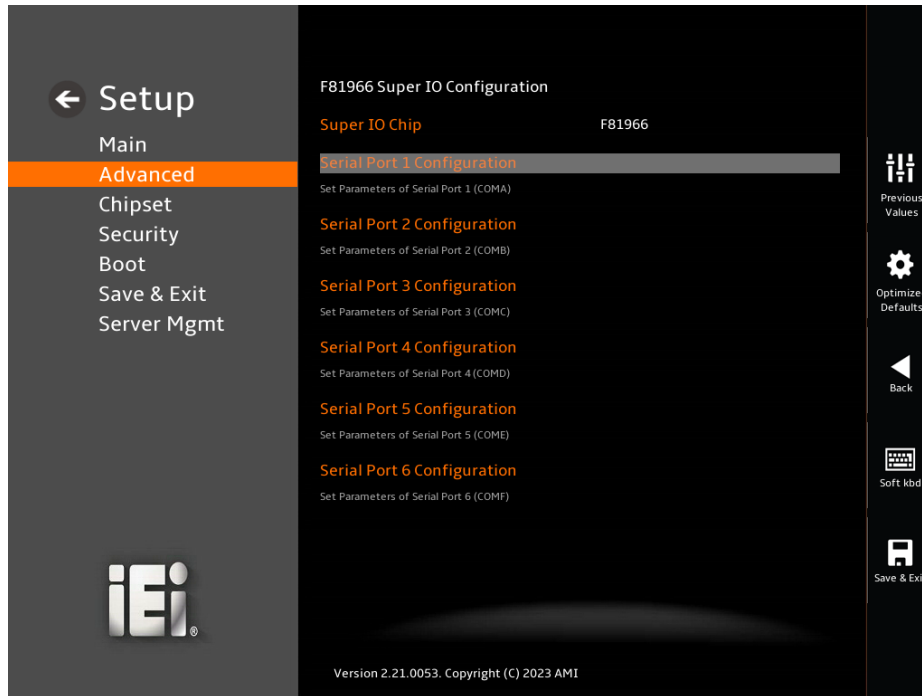 Setup
Main
Advanced
Chipset
Security
Boot
Save & Exit
Server Mgmt
iEi®
F81966 Super IO Configuration
Super IO Chip F81966
Serial Port 1 Configuration
Set Parameters of Serial Port 1 (COMA)
Serial Port 2 Configuration
Set Parameters of Serial Port 2 (COMB)
Serial Port 3 Configuration
Set Parameters of Serial Port 3 (COMC)
Serial Port 4 Configuration
Set Parameters of Serial Port 4 (COMD)
Serial Port 5 Configuration
Set Parameters of Serial Port 5 (COME)
Serial Port 6 Configuration
Set Parameters of Serial Port 6 (COMF)
Version 2.21.0053. Copyright (C) 2023 AMI
Previous
Values
Optimize
Defaults
Back
Soft kbd
Save & Exi